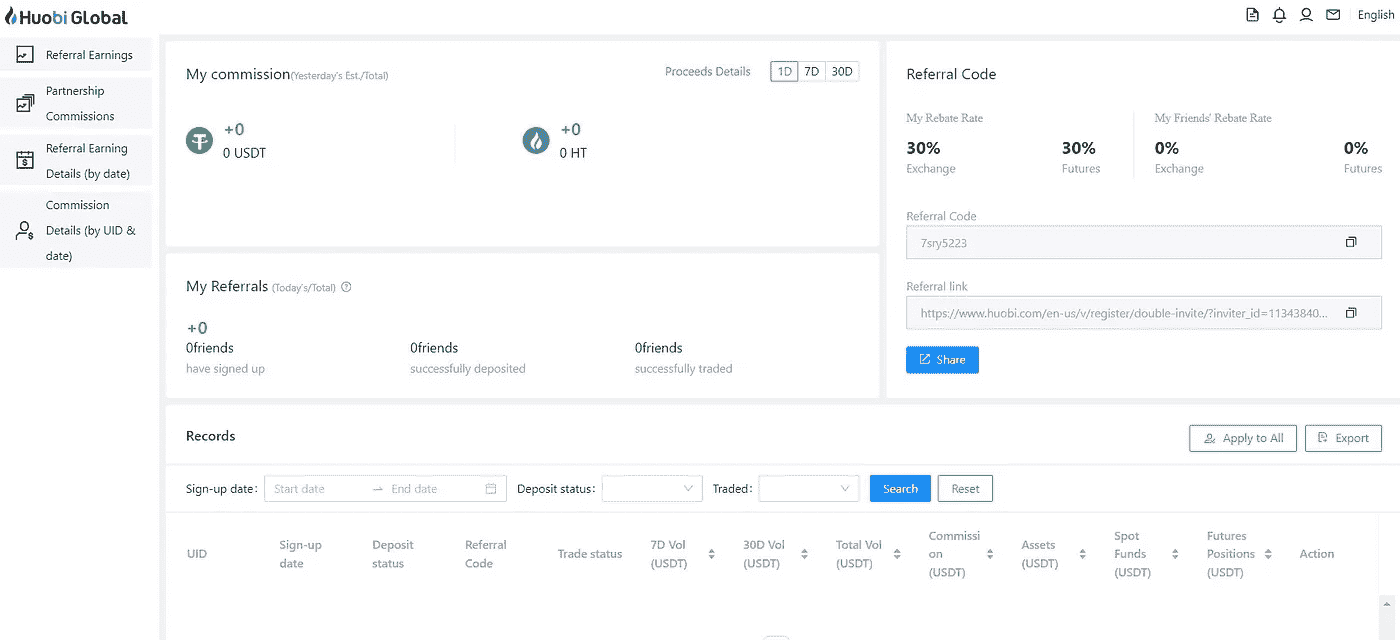 Huobi Global
English
Referral Earnings
Partnership
Commissions
Referral Earning
Details (by date)
Commission
Details (by UID &
date)
My commission(Yesterday's Est./Total)
Proceeds Details
1D 7D 30D
+0
0 USDT
+0
0 HT
Referral Code
My Rebate Rate
30%
Exchange
30%
Futures
My Friends' Rebate Rate
0%
Exchange
0%
Futures
Referral Code
7sry5223
Referral link
https://www.huobi.com/en-us/v/register/double-invite/?inviter_id=11343840...
Share
My Referrals (Today's/Total)
+0
0friends
have signed up
0friends
successfully deposited
0friends
successfully traded
Records
Apply to All
Export
Sign-up date: Start date → End date Deposit status: Traded: Search Reset
UID
Sign-up
date
Deposit
status
Referral
Code
Trade status
7D Vol
(USDT)
30D Vol
(USDT)
Total Vol
(USDT)
Commissi
on
(USDT)
Assets
(USDT)
Spot
Funds
(USDT)
Futures
Positions
(USDT)
Action